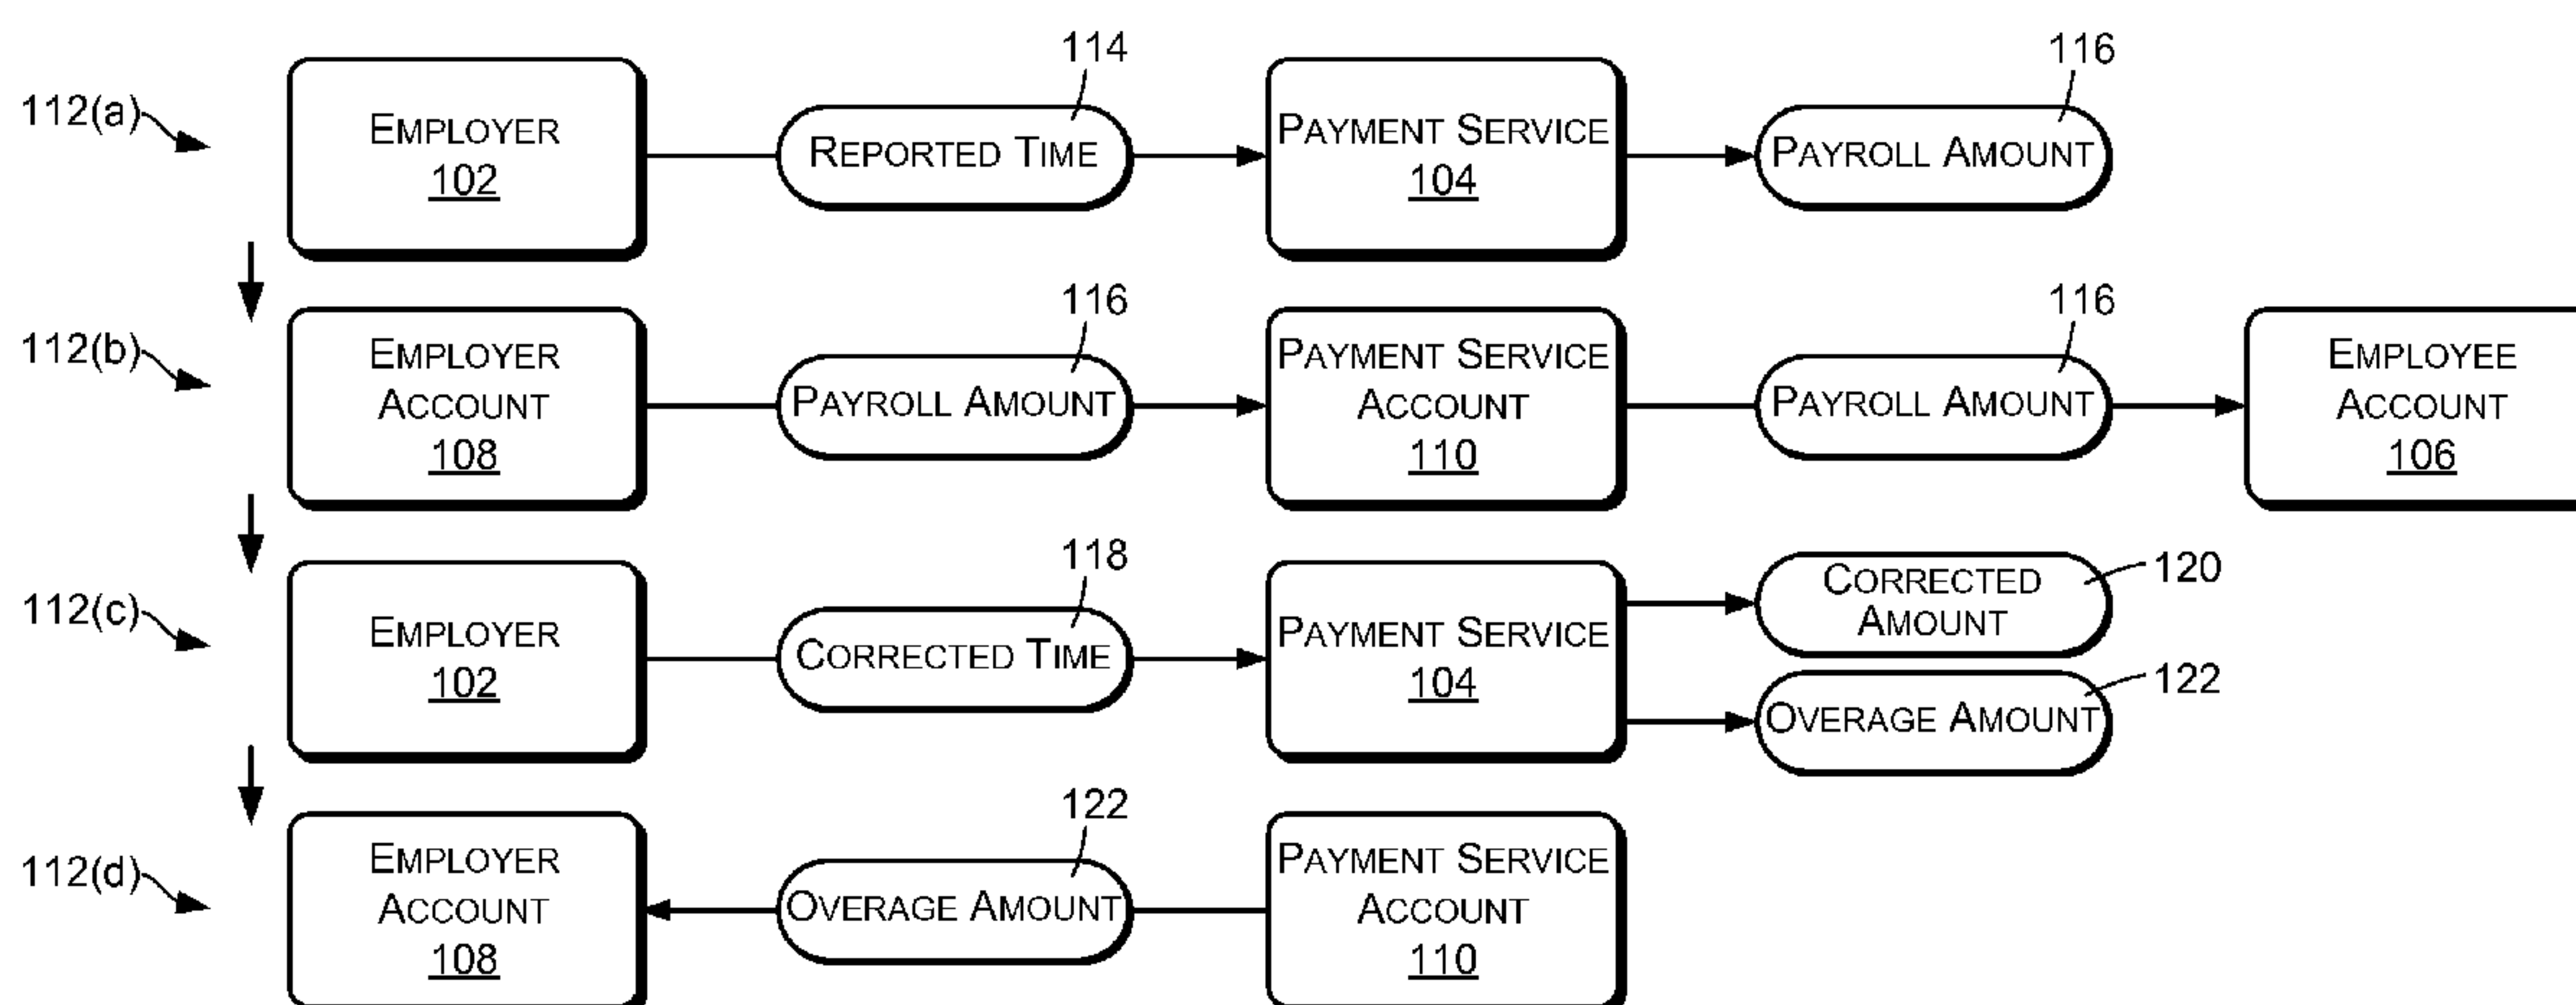 114
116
112(a)
EMPLOYER
102
REPORTED TIME
PAYMENT SERVICE
104
PAYROLL AMOUNT
116
116
112(b)
EMPLOYER
ACCOUNT
108
PAYROLL AMOUNT
PAYMENT SERVICE
ACCOUNT
110
PAYROLL AMOUNT
EMPLOYEE
ACCOUNT
106
118
112(c)
EMPLOYER
102
CORRECTED TIME
PAYMENT SERVICE
104
CORRECTED
AMOUNT
120
OVERAGE AMOUNT
122
122
112(d)
EMPLOYER
ACCOUNT
108
OVERAGE AMOUNT
PAYMENT SERVICE
ACCOUNT
110